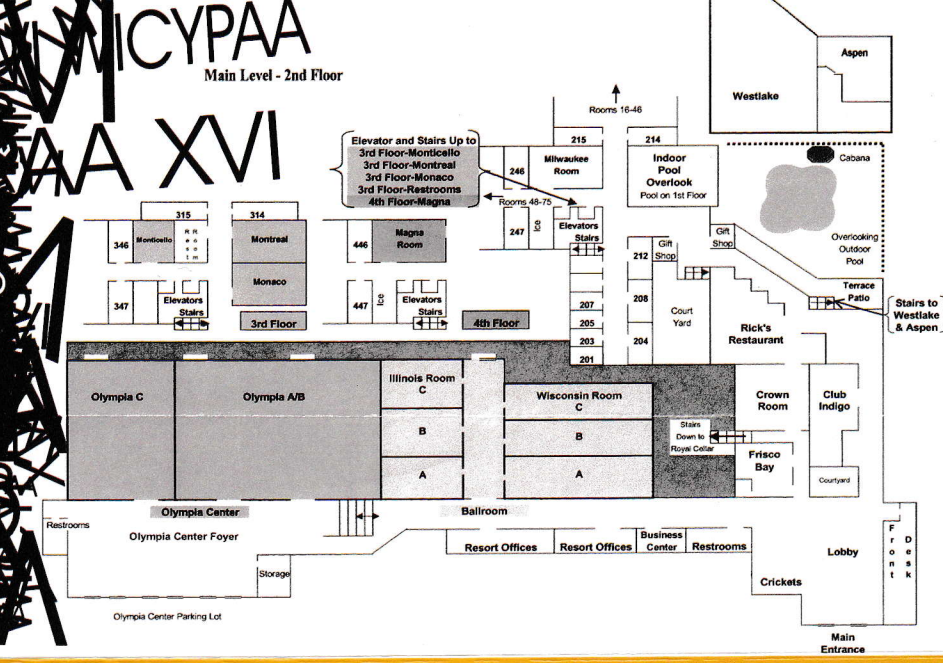 WICYPAA
Main Level - 2nd Floor
AA XVI
Aspen
Westlake
Rooms 16-46
215
214
Elevator and Stairs Up to
3rd Floor-Monticello
3rd Floor-Montreal
3rd Floor-Monaco
3rd Floor-Restrooms
4th Floor-Magna
246
Milwaukee
Room
Rooms 48-75
247
Ice
Elevators
Stairs
Indoor
Pool
Overlook
Pool on 1st Floor
Cabana
Overlooking
Outdoor
Pool
315
314
346
Monticello
Rest
Rm
Montreal
Monaco
347
Elevators
Stairs
3rd Floor
446
Magna
Room
447
Ice
Elevators
Stairs
4th Floor
Gift
Shop
Gift
Shop
212
207
208
205
203
204
201
Court
Yard
Rick's
Restaurant
Terrace
Patio
Stairs to
Westlake
& Aspen
Olympia C
Olympia A/B
Illinois Room
C
B
A
Wisconsin Room
C
B
A
Stairs
Down to
Royal Cellar
Crown
Room
Club
Indigo
Frisco
Bay
Courtyard
Restrooms
Olympia Center
Olympia Center Foyer
Storage
Olympia Center Parking Lot
Ballroom
Resort Offices
Resort Offices
Business
Center
Restrooms
Lobby
Front
Desk
Crickets
Main
Entrance